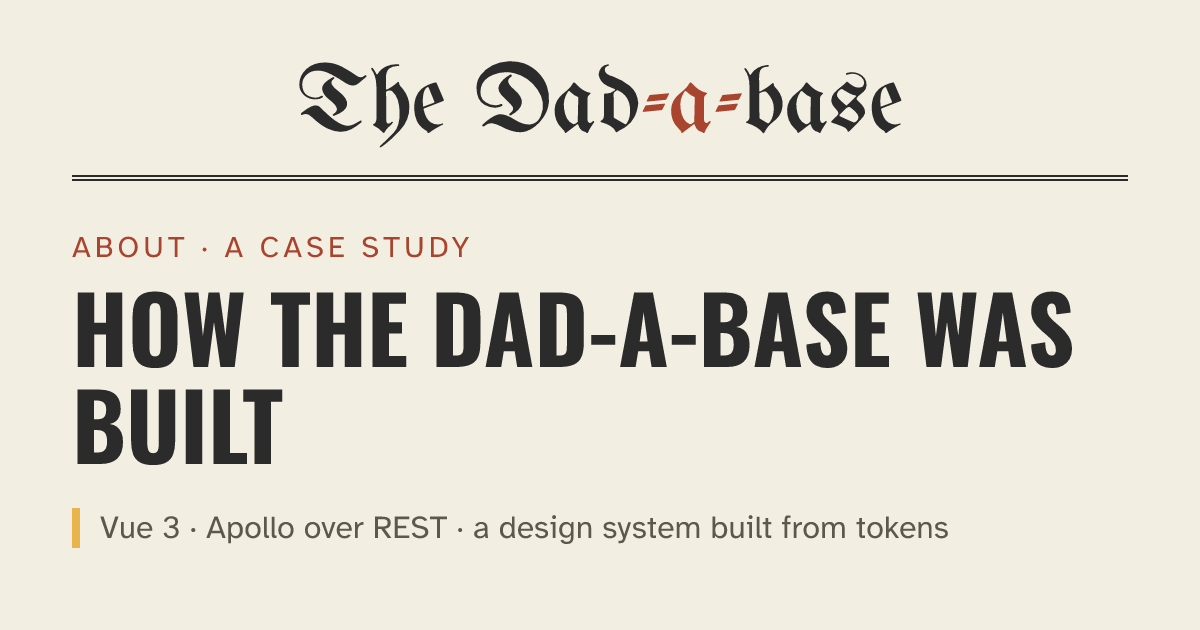 The Dad-a-base
ABOUT · A CASE STUDY
HOW THE DAD-A-BASE WAS
BUILT
Vue 3 · Apollo over REST · a design system built from tokens